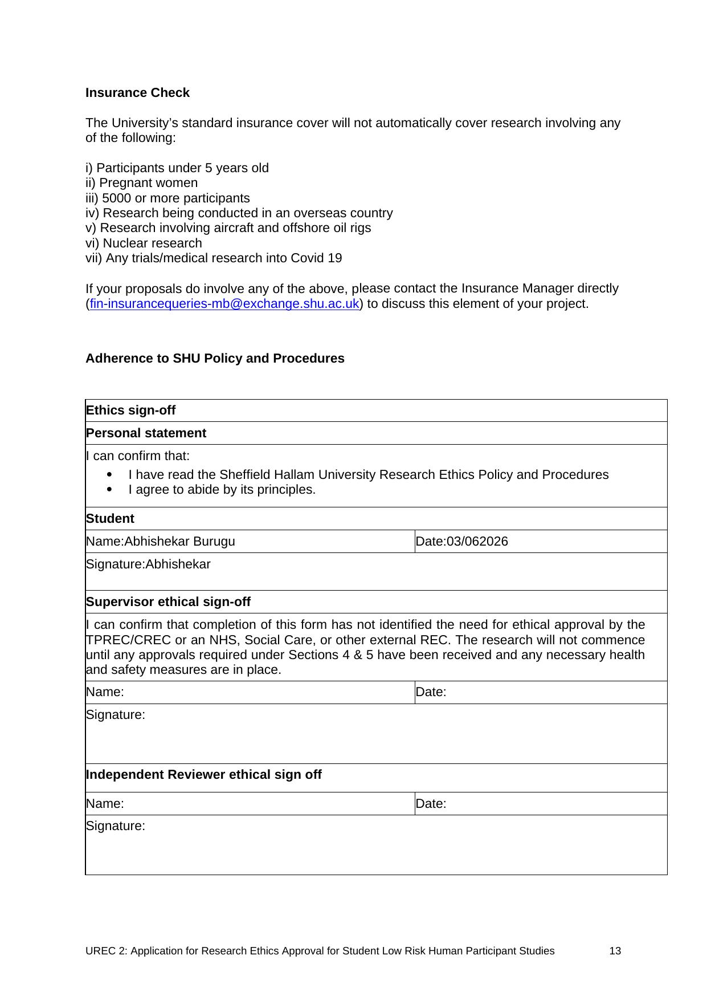 Insurance Check
The University’s standard insurance cover will not automatically cover research involving any
of the following:
i) Participants under 5 years old
ii) Pregnant women
iii) 5000 or more participants
iv) Research being conducted in an overseas country
v) Research involving aircraft and offshore oil rigs
vi) Nuclear research
vii) Any trials/medical research into Covid 19
If your proposals do involve any of the above, please contact the Insurance Manager directly
(fin-insurancequeries-mb@exchange.shu.ac.uk) to discuss this element of your project.
Adherence to SHU Policy and Procedures
Ethics sign-off
Personal statement
I can confirm that:
• I have read the Sheffield Hallam University Research Ethics Policy and Procedures
• I agree to abide by its principles.
Student
Name:Abhishekar Burugu Date:03/062026
Signature:Abhishekar
Supervisor ethical sign-off
I can confirm that completion of this form has not identified the need for ethical approval by the
TPREC/CREC or an NHS, Social Care, or other external REC. The research will not commence
until any approvals required under Sections 4 & 5 have been received and any necessary health
and safety measures are in place.
Name: Date:
Signature:
Independent Reviewer ethical sign off
Name: Date:
Signature:
UREC 2: Application for Research Ethics Approval for Student Low Risk Human Participant Studies 13